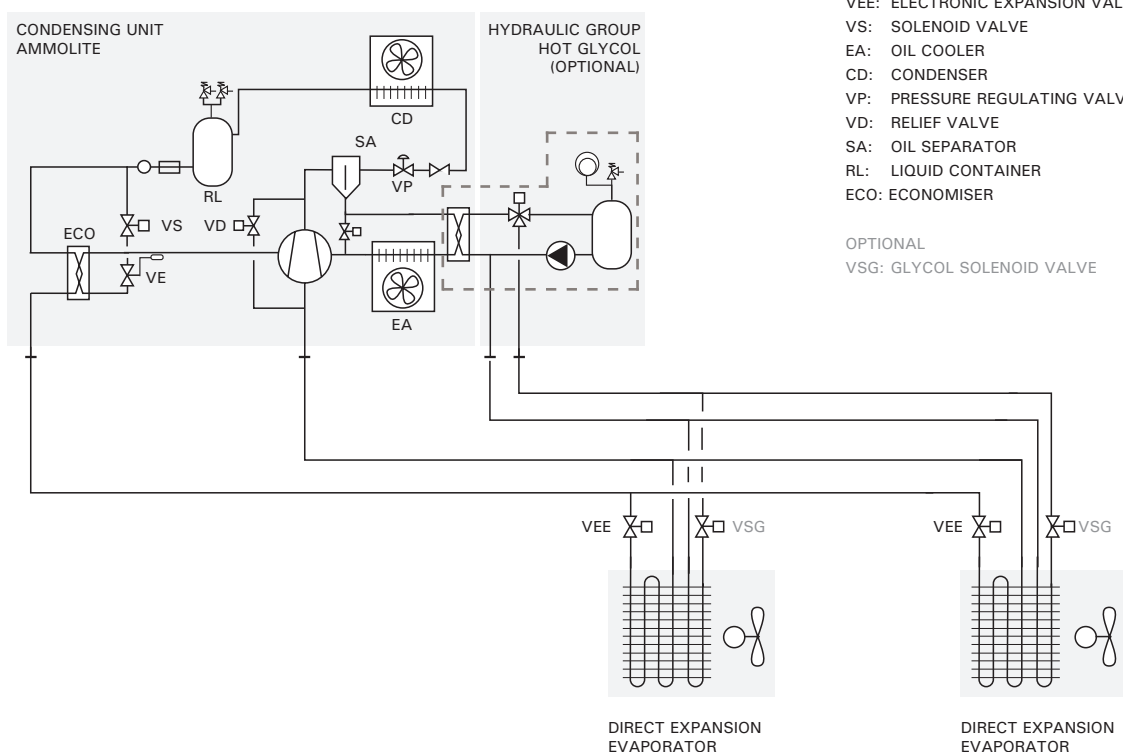 CONDENSING UNIT
AMMOLITE
HYDRAULIC GROUP
HOT GLYCOL
(OPTIONAL)
VEE: ELECTRONIC EXPANSION
VS: SOLENOID VALVE
EA: OIL COOLER
CD: CONDENSER
VP: PRESSURE REGULATING
VD: RELIEF VALVE
SA: OIL SEPARATOR
RL: LIQUID CONTAINER
ECO: ECONOMISER
OPTIONAL
VSG: GLYCOL SOLENOID VALVE
CD
SA
VP
RL
VS
VD
ECO
VE
EA
VEE
VSG
VEE
VSG
DIRECT EXPANSION
EVAPORATOR
DIRECT EXPANSION
EVAPORATOR